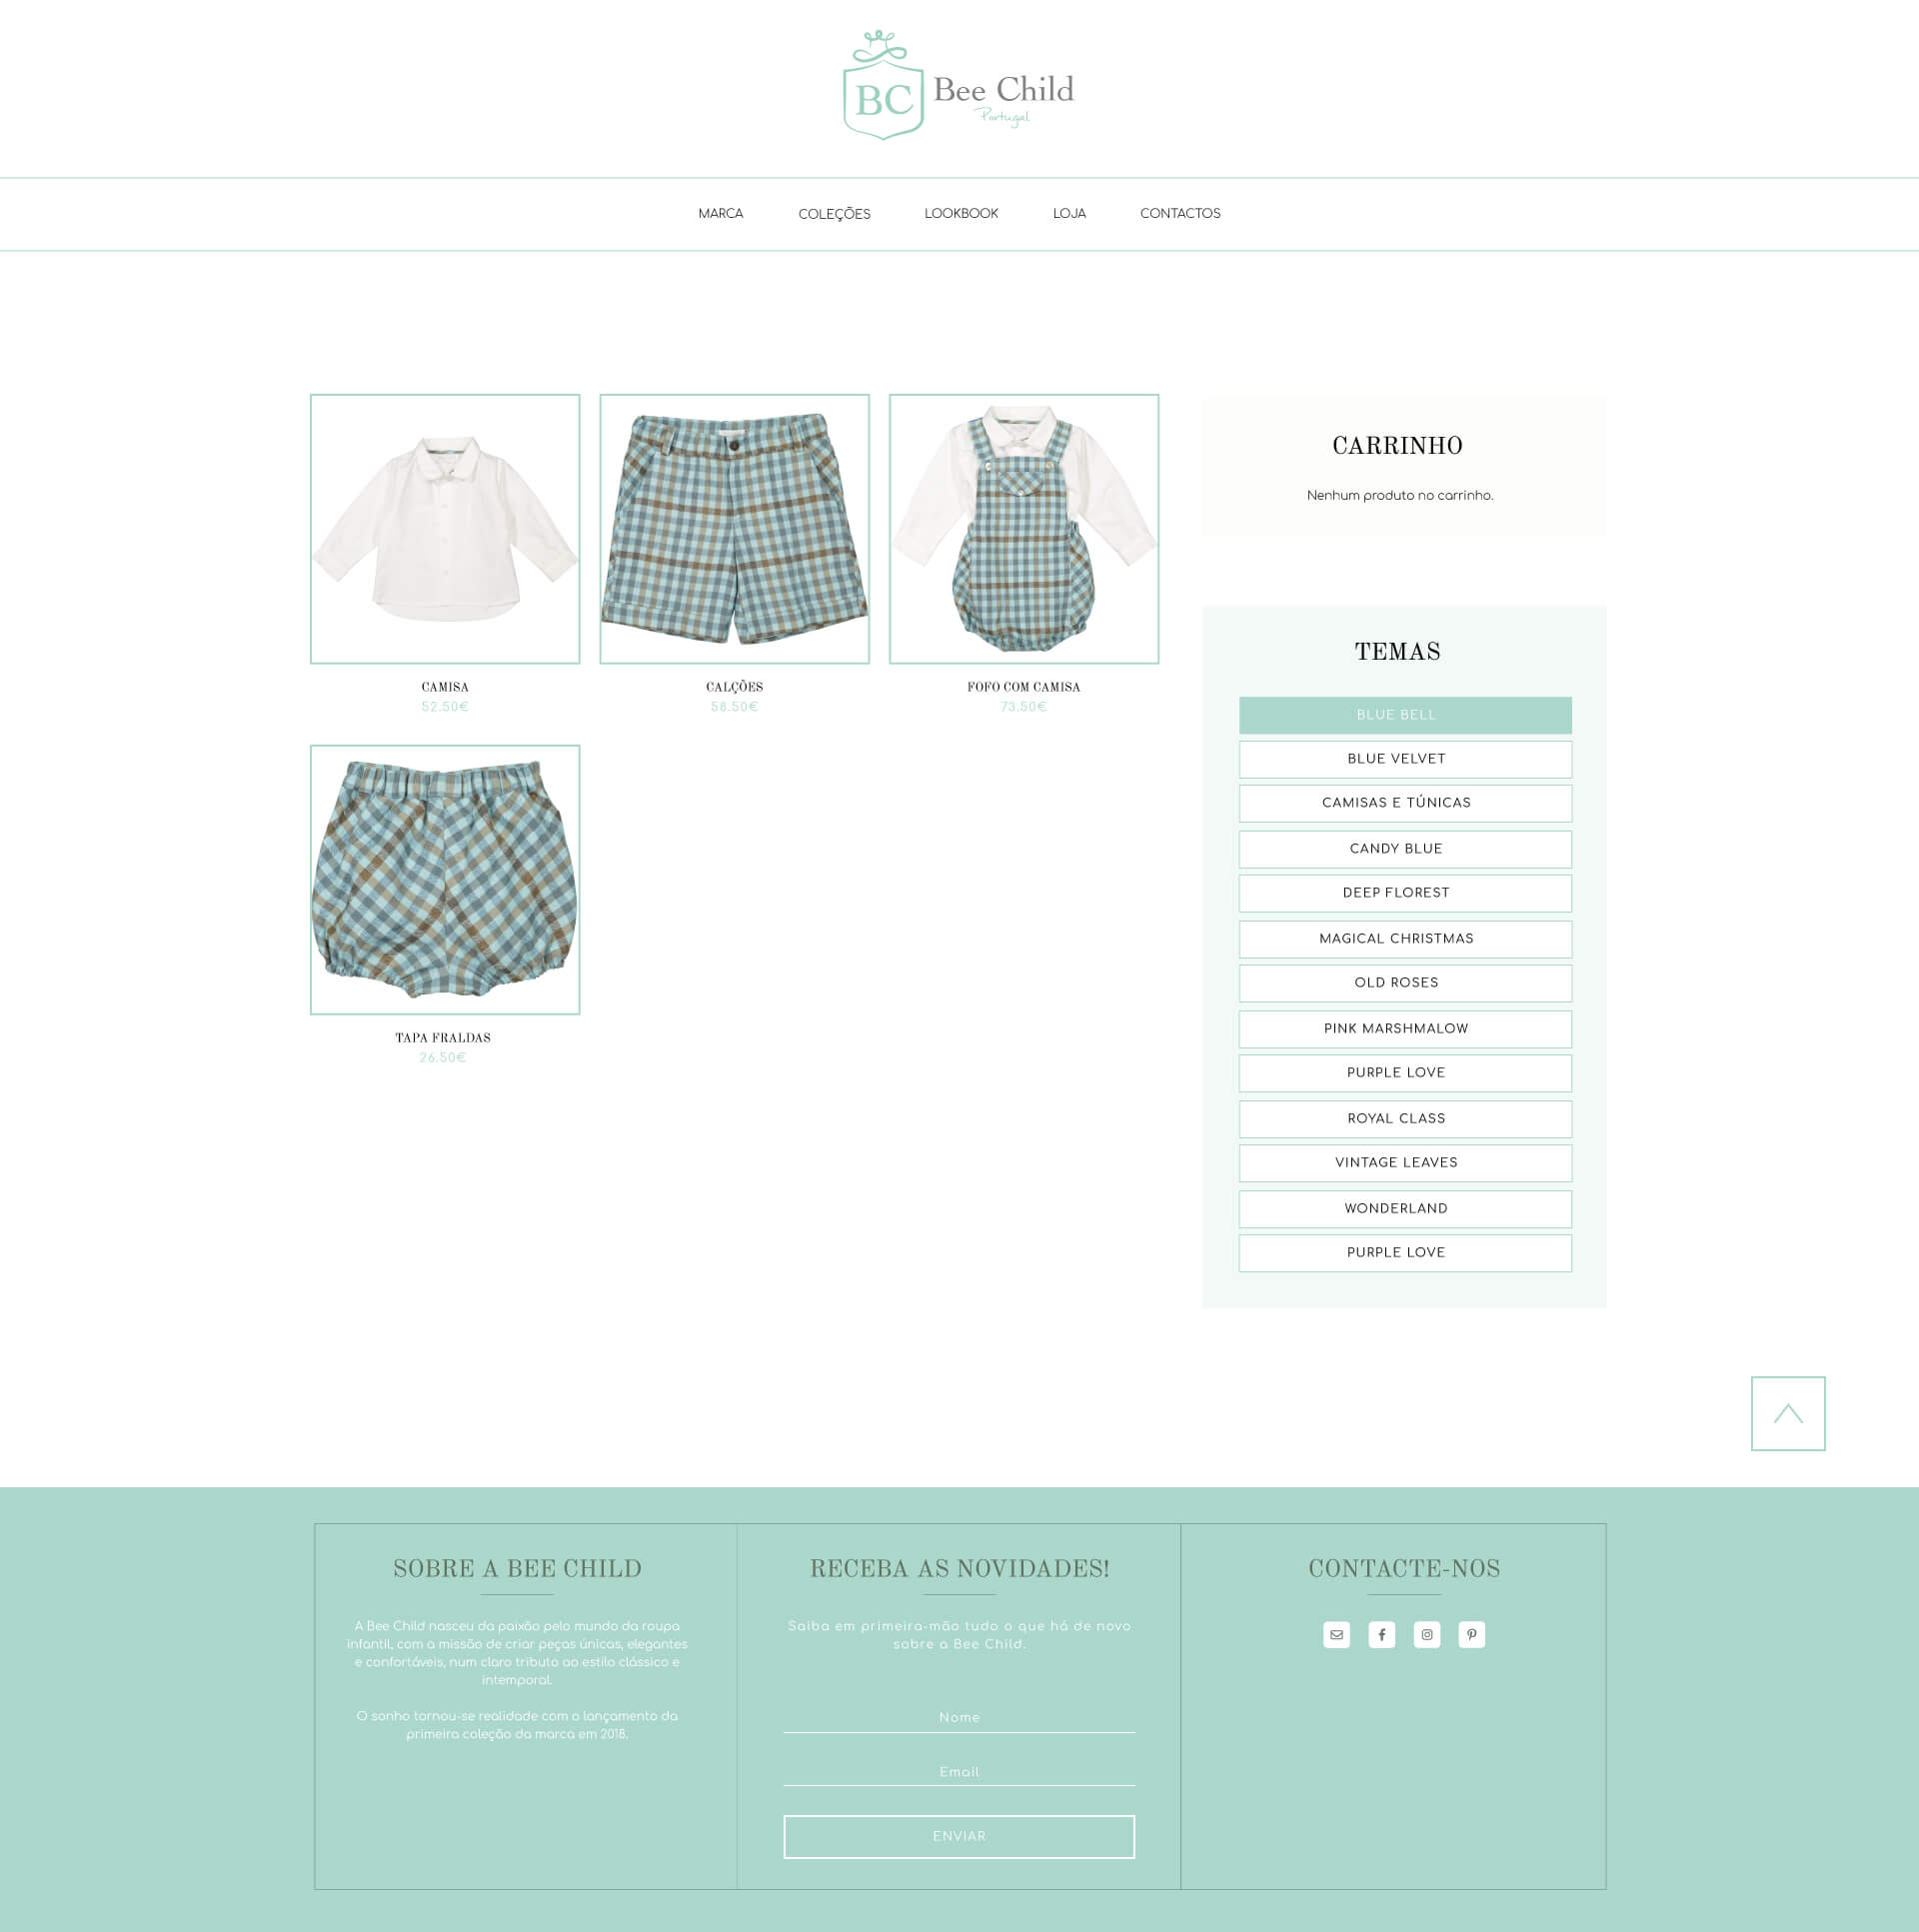 BC
Bee Child
Portugal
MARCA COLEÇÕES LOOKBOOK LOJA CONTACTOS
CAMISA
52.50€
CALÇÕES
58.50€
FOFO COM CAMISA
73.50€
TAPA FRALDAS
26.50€
CARRINHO
Nenhum produto no carrinho.
TEMAS
BLUE BELL
BLUE VELVET
CAMISAS E TÚNICAS
CANDY BLUE
DEEP FLOREST
MAGICAL CHRISTMAS
OLD ROSES
PINK MARSHMALOW
PURPLE LOVE
ROYAL CLASS
VINTAGE LEAVES
WONDERLAND
PURPLE LOVE
SOBRE A BEE CHILD
A Bee Child nasceu da paixão pelo mundo da roupa
infantil, com a missão de criar peças únicas, elegantes
e confortáveis, num claro tributo ao estilo clássico e
intemporal.
O sonho tornou-se realidade com o lançamento da
primeira coleção da marca em 2018.
RECEBA AS NOVIDADES!
Saiba em primeira-mão tudo o que há de novo
sobre a Bee Child.
Nome
Email
ENVIAR
CONTACTE-NOS